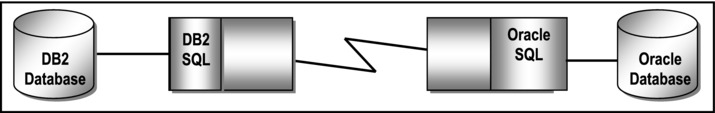 DB2
Database
DB2
SQL
Oracle
SQL
Oracle
Database